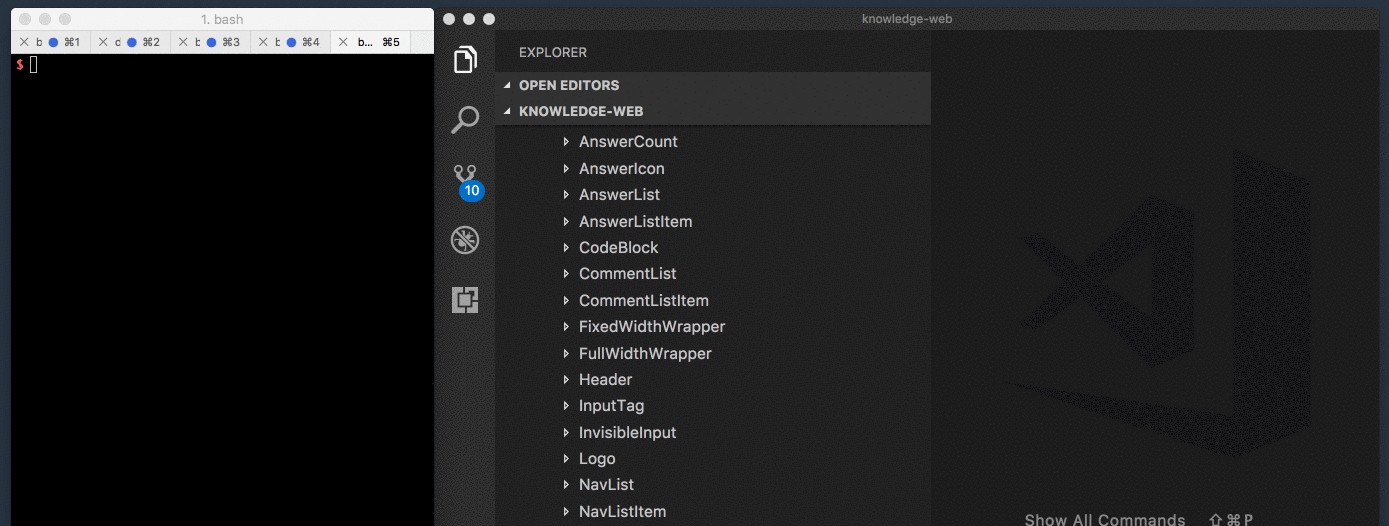 1. bash
b ⌘1 d ⌘2 b ⌘3 b ⌘4 b... ⌘5
$
knowledge-web
EXPLORER
OPEN EDITORS
KNOWLEDGE-WEB
AnswerCount
AnswerIcon
AnswerList
AnswerListItem
CodeBlock
CommentList
CommentListItem
FixedWidthWrapper
FullWidthWrapper
Header
InputTag
InvisibleInput
Logo
NavList
NavListItem
10
Show All Commands ⇧⌘P